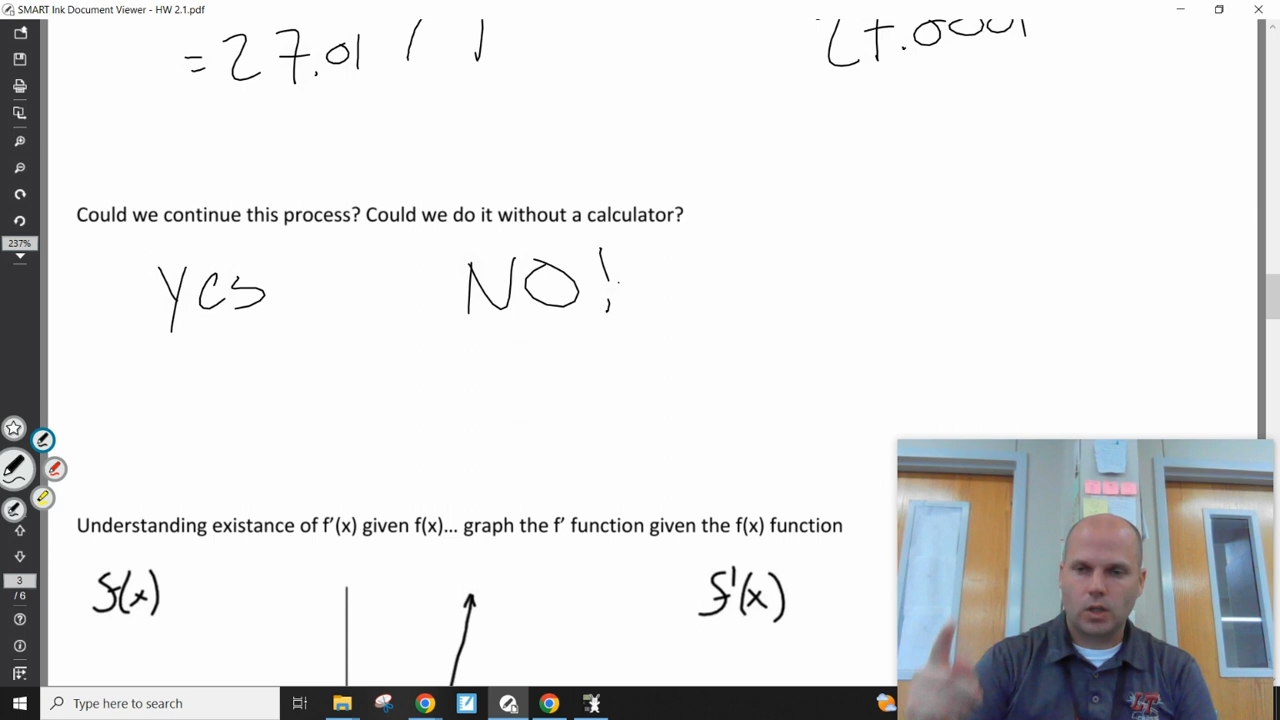 SMART Ink Document Viewer - HW 2.1.pdf
= 27.01
27.0001
Could we continue this process? Could we do it without a calculator?
Yes NO!
237%
Understanding existance of f'(x) given f(x)... graph the f' function given the f(x) function
f(x) f'(x)
3
/ 6
Type here to search